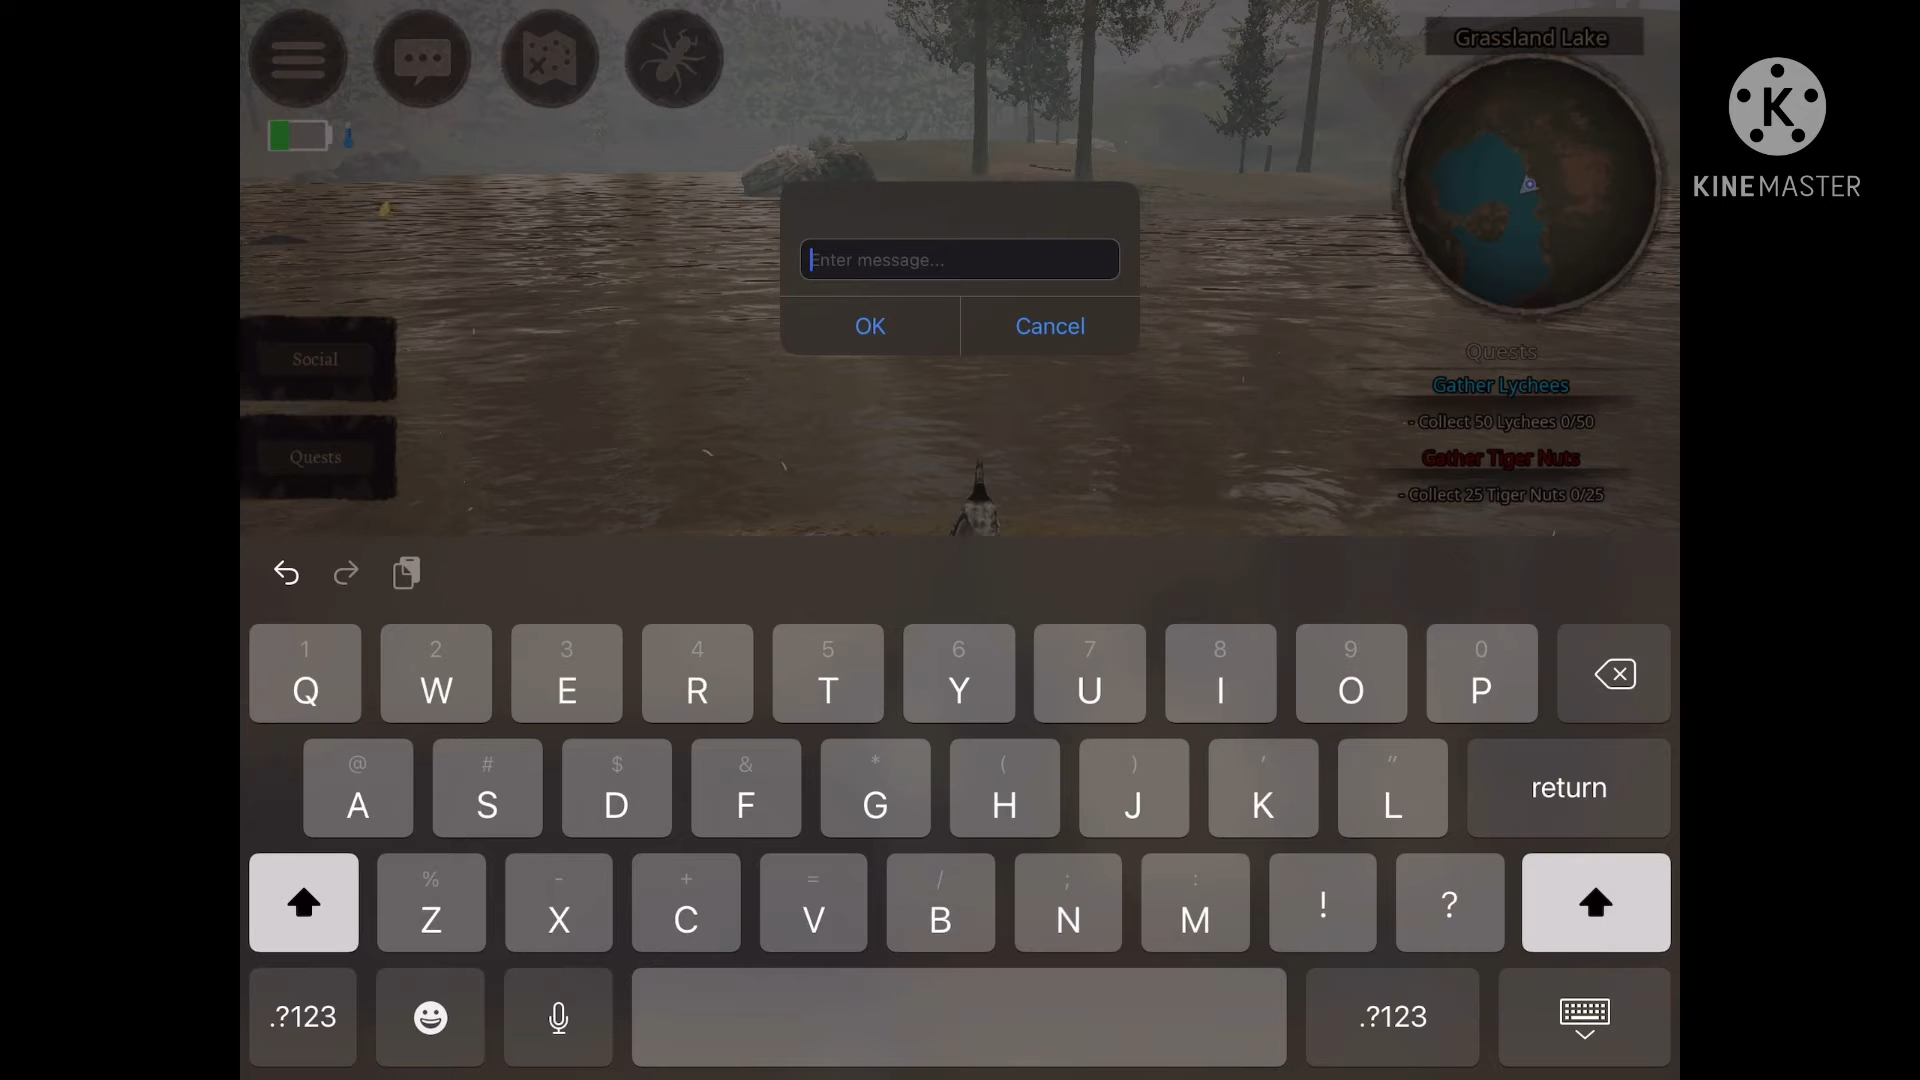 Grassland Lake
K
KINEMASTER
Enter message...
OK Cancel
Social
Quests
Quests
Gather Lychees
- Collect 50 Lychees 0/50
Gather Tiger Nuts
- Collect 25 Tiger Nuts 0/25
1 2 3 4 5 6 7 8 9 0
Q W E R T Y U I O P
@ # $ & * ( ) ' "
A S D F G H J K L return
% - + = / ; :
Z X C V B N M ! ?
.?123 .?123